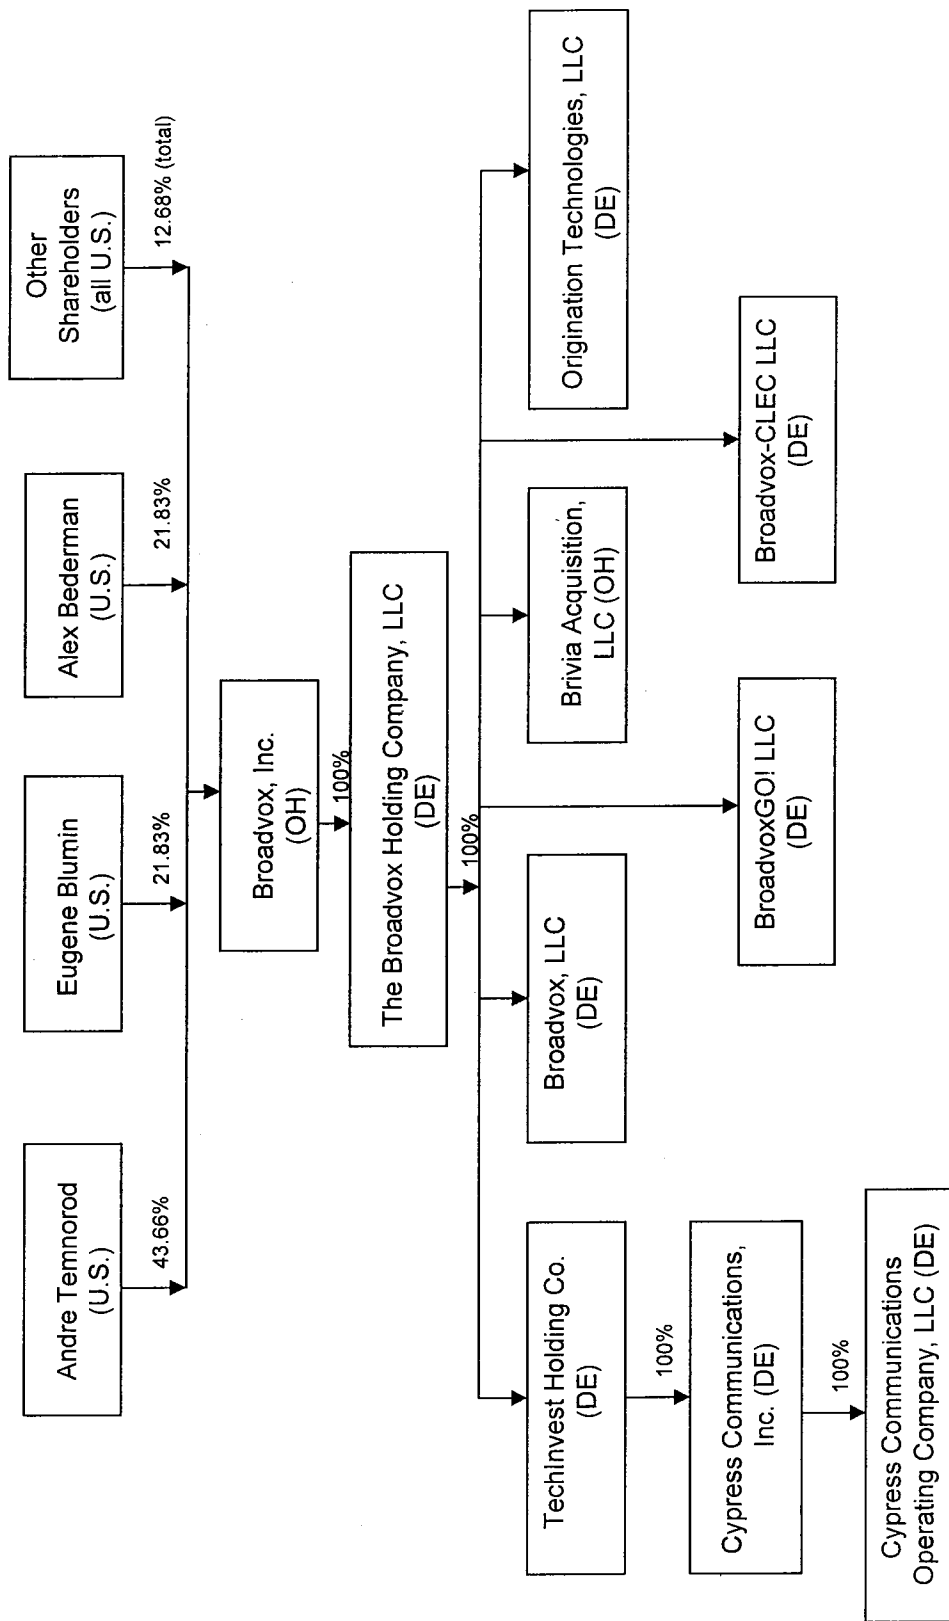 Andre Temnorod
(U.S.)
Eugene Blumin
(U.S.)
Alex Bederman
(U.S.)
Other
Shareholders
(all U.S.)
43.66%
21.83%
21.83%
12.68% (total)
Broadvox, Inc.
(OH)
100%
The Broadvox Holding Company, LLC
(DE)
100%
TechInvest Holding Co.
(DE)
Broadvox, LLC
(DE)
Brivia Acquisition,
LLC (OH)
Origination Technologies, LLC
(DE)
100%
Cypress Communications,
Inc. (DE)
BroadvoxGO! LLC
(DE)
Broadvox-CLEC LLC
(DE)
100%
Cypress Communications
Operating Company, LLC (DE)